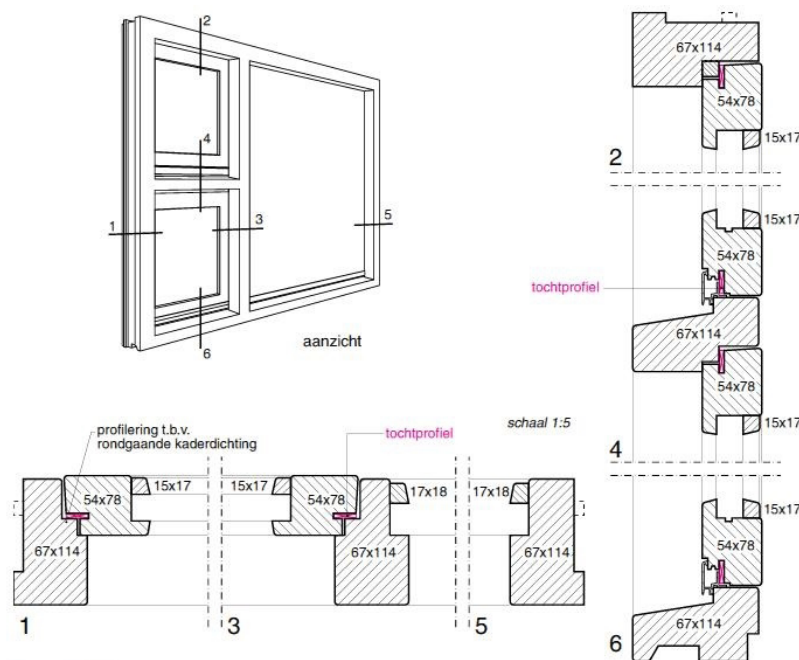 2
4
1
3
5
6
aanzicht
67x114
54x78
15x17
2
15x17
54x78
tochtprofiel
67x114
54x78
15x17
4
15x17
54x78
67x114
6
profilering t.b.v.
rondgaande kaderdichting
tochtprofiel
schaal 1:5
15x17
15x17
17x18
17x18
54x78
54x78
67x114
67x114
67x114
1
3
5